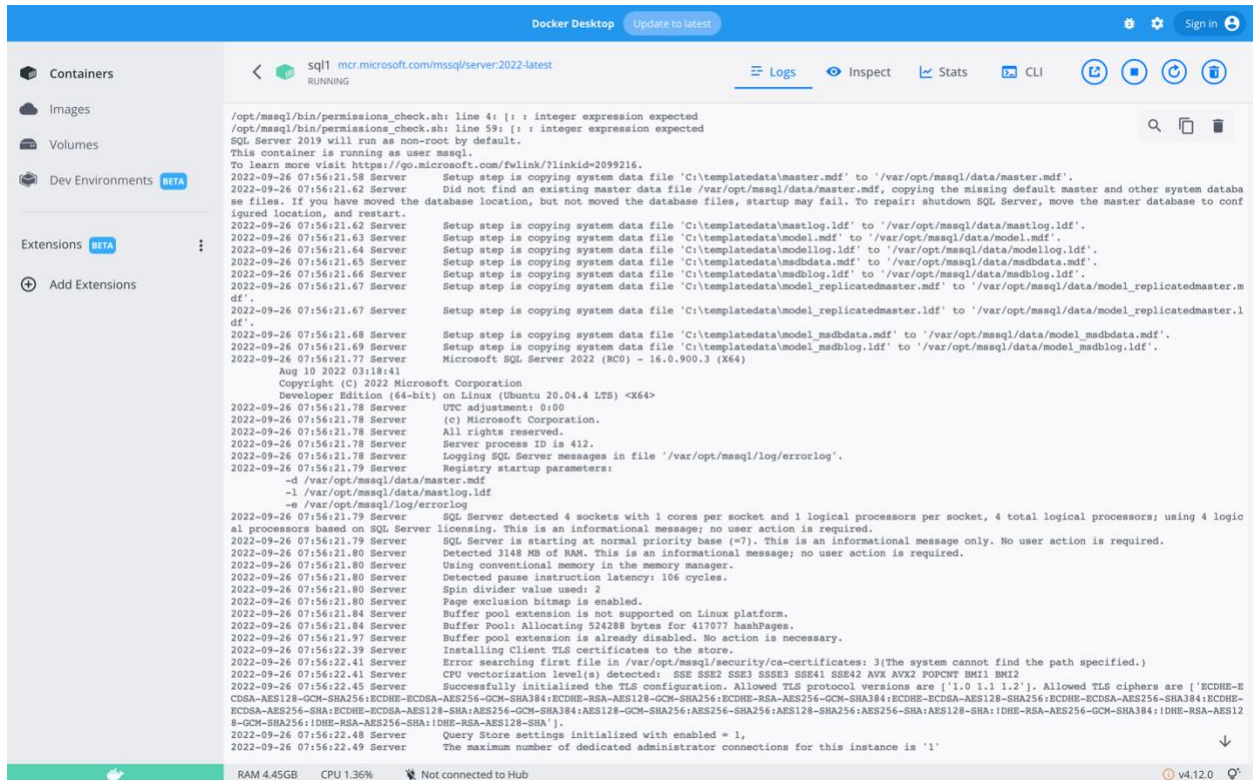 Docker Desktop Update to latest Sign in
Containers
Images
Volumes
Dev Environments BETA
Extensions BETA
Add Extensions
sql1 mcr.microsoft.com/mssql/server:2022-latest
RUNNING
Logs Inspect Stats CLI
/opt/mssql/bin/permissions_check.sh: line 4: [: : integer expression expected
/opt/mssql/bin/permissions_check.sh: line 59: [: : integer expression expected
SQL Server 2019 will run as non-root by default.
This container is running as user mssql.
To learn more visit https://go.microsoft.com/fwlink/?linkid=2099216.
2022-09-26 07:56:21.58 Server Setup step is copying system data file 'C:\templatedata\master.mdf' to '/var/opt/mssql/data/master.mdf'.
2022-09-26 07:56:21.62 Server Did not find an existing master data file /var/opt/mssql/data/master.mdf, copying the missing default master and other system databa
se files. If you have moved the database location, but not moved the database files, startup may fail. To repair: shutdown SQL Server, move the master database to conf
igured location, and restart.
2022-09-26 07:56:21.62 Server Setup step is copying system data file 'C:\templatedata\mastlog.ldf' to '/var/opt/mssql/data/mastlog.ldf'.
2022-09-26 07:56:21.63 Server Setup step is copying system data file 'C:\templatedata\model.mdf' to '/var/opt/mssql/data/model.mdf'.
2022-09-26 07:56:21.64 Server Setup step is copying system data file 'C:\templatedata\modellog.ldf' to '/var/opt/mssql/data/modellog.ldf'.
2022-09-26 07:56:21.65 Server Setup step is copying system data file 'C:\templatedata\msdbdata.mdf' to '/var/opt/mssql/data/msdbdata.mdf'.
2022-09-26 07:56:21.66 Server Setup step is copying system data file 'C:\templatedata\msdblog.ldf' to '/var/opt/mssql/data/msdblog.ldf'.
2022-09-26 07:56:21.67 Server Setup step is copying system data file 'C:\templatedata\model_replicatedmaster.mdf' to '/var/opt/mssql/data/model_replicatedmaster.m
df'.
2022-09-26 07:56:21.67 Server Setup step is copying system data file 'C:\templatedata\model_replicatedmaster.ldf' to '/var/opt/mssql/data/model_replicatedmaster.l
df'.
2022-09-26 07:56:21.68 Server Setup step is copying system data file 'C:\templatedata\model_msdbdata.mdf' to '/var/opt/mssql/data/model_msdbdata.mdf'.
2022-09-26 07:56:21.69 Server Setup step is copying system data file 'C:\templatedata\model_msdblog.ldf' to '/var/opt/mssql/data/model_msdblog.ldf'.
2022-09-26 07:56:21.77 Server Microsoft SQL Server 2022 (RC0) - 16.0.900.3 (X64)
Aug 10 2022 03:18:41
Copyright (C) 2022 Microsoft Corporation
Developer Edition (64-bit) on Linux (Ubuntu 20.04.4 LTS) <X64>
2022-09-26 07:56:21.78 Server UTC adjustment: 0:00
2022-09-26 07:56:21.78 Server (c) Microsoft Corporation.
2022-09-26 07:56:21.78 Server All rights reserved.
2022-09-26 07:56:21.78 Server Server process ID is 412.
2022-09-26 07:56:21.78 Server Logging SQL Server messages in file '/var/opt/mssql/log/errorlog'.
2022-09-26 07:56:21.79 Server Registry startup parameters:
-d /var/opt/mssql/data/master.mdf
-l /var/opt/mssql/data/mastlog.ldf
-e /var/opt/mssql/log/errorlog
2022-09-26 07:56:21.79 Server SQL Server detected 4 sockets with 1 cores per socket and 1 logical processors per socket, 4 total logical processors; using 4 logic
al processors based on SQL Server licensing. This is an informational message; no user action is required.
2022-09-26 07:56:21.79 Server SQL Server is starting at normal priority base (=7). This is an informational message only. No user action is required.
2022-09-26 07:56:21.80 Server Detected 3148 MB of RAM. This is an informational message; no user action is required.
2022-09-26 07:56:21.80 Server Using conventional memory in the memory manager.
2022-09-26 07:56:21.80 Server Detected pause instruction latency: 106 cycles.
2022-09-26 07:56:21.80 Server Spin divider value used: 2
2022-09-26 07:56:21.80 Server Page exclusion bitmap is enabled.
2022-09-26 07:56:21.84 Server Buffer pool extension is not supported on Linux platform.
2022-09-26 07:56:21.84 Server Buffer Pool: Allocating 524288 bytes for 417077 hashPages.
2022-09-26 07:56:21.97 Server Buffer pool extension is already disabled. No action is necessary.
2022-09-26 07:56:22.39 Server Installing Client TLS certificates to the store.
2022-09-26 07:56:22.41 Server Error searching first file in /var/opt/mssql/security/ca-certificates: 3(The system cannot find the path specified.)
2022-09-26 07:56:22.41 Server CPU vectorization level(s) detected: SSE SSE2 SSE3 SSSE3 SSE41 SSE42 AVX AVX2 POPCNT BMI1 BMI2
2022-09-26 07:56:22.45 Server Successfully initialized the TLS configuration. Allowed TLS protocol versions are ['1.0 1.1 1.2']. Allowed TLS ciphers are ['ECDHE-E
CDSA-AES128-GCM-SHA256:ECDHE-ECDSA-AES256-GCM-SHA384:ECDHE-RSA-AES128-GCM-SHA256:ECDHE-RSA-AES256-GCM-SHA384:ECDHE-ECDSA-AES128-SHA256:ECDHE-ECDSA-AES256-SHA384:ECDHE-
ECDSA-AES256-SHA:ECDHE-ECDSA-AES128-SHA:AES256-GCM-SHA384:AES128-GCM-SHA256:AES256-SHA256:AES128-SHA256:AES256-SHA:AES128-SHA:!DHE-RSA-AES256-GCM-SHA384:!DHE-RSA-AES12
8-GCM-SHA256:!DHE-RSA-AES256-SHA:!DHE-RSA-AES128-SHA'].
2022-09-26 07:56:22.48 Server Query Store settings initialized with enabled = 1,
2022-09-26 07:56:22.49 Server The maximum number of dedicated administrator connections for this instance is '1'
RAM 4.45GB CPU 1.36% Not connected to Hub v4.12.0